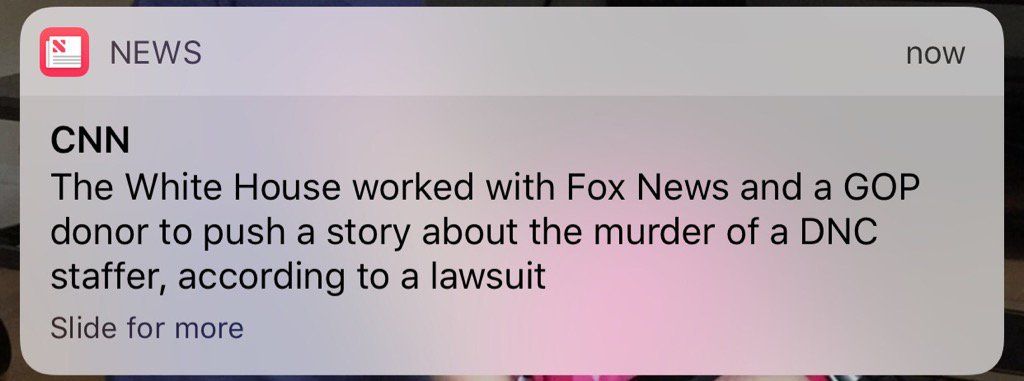 NEWS
now
CNN
The White House worked with Fox News and a GOP
donor to push a story about the murder of a DNC
staffer, according to a lawsuit
Slide for more